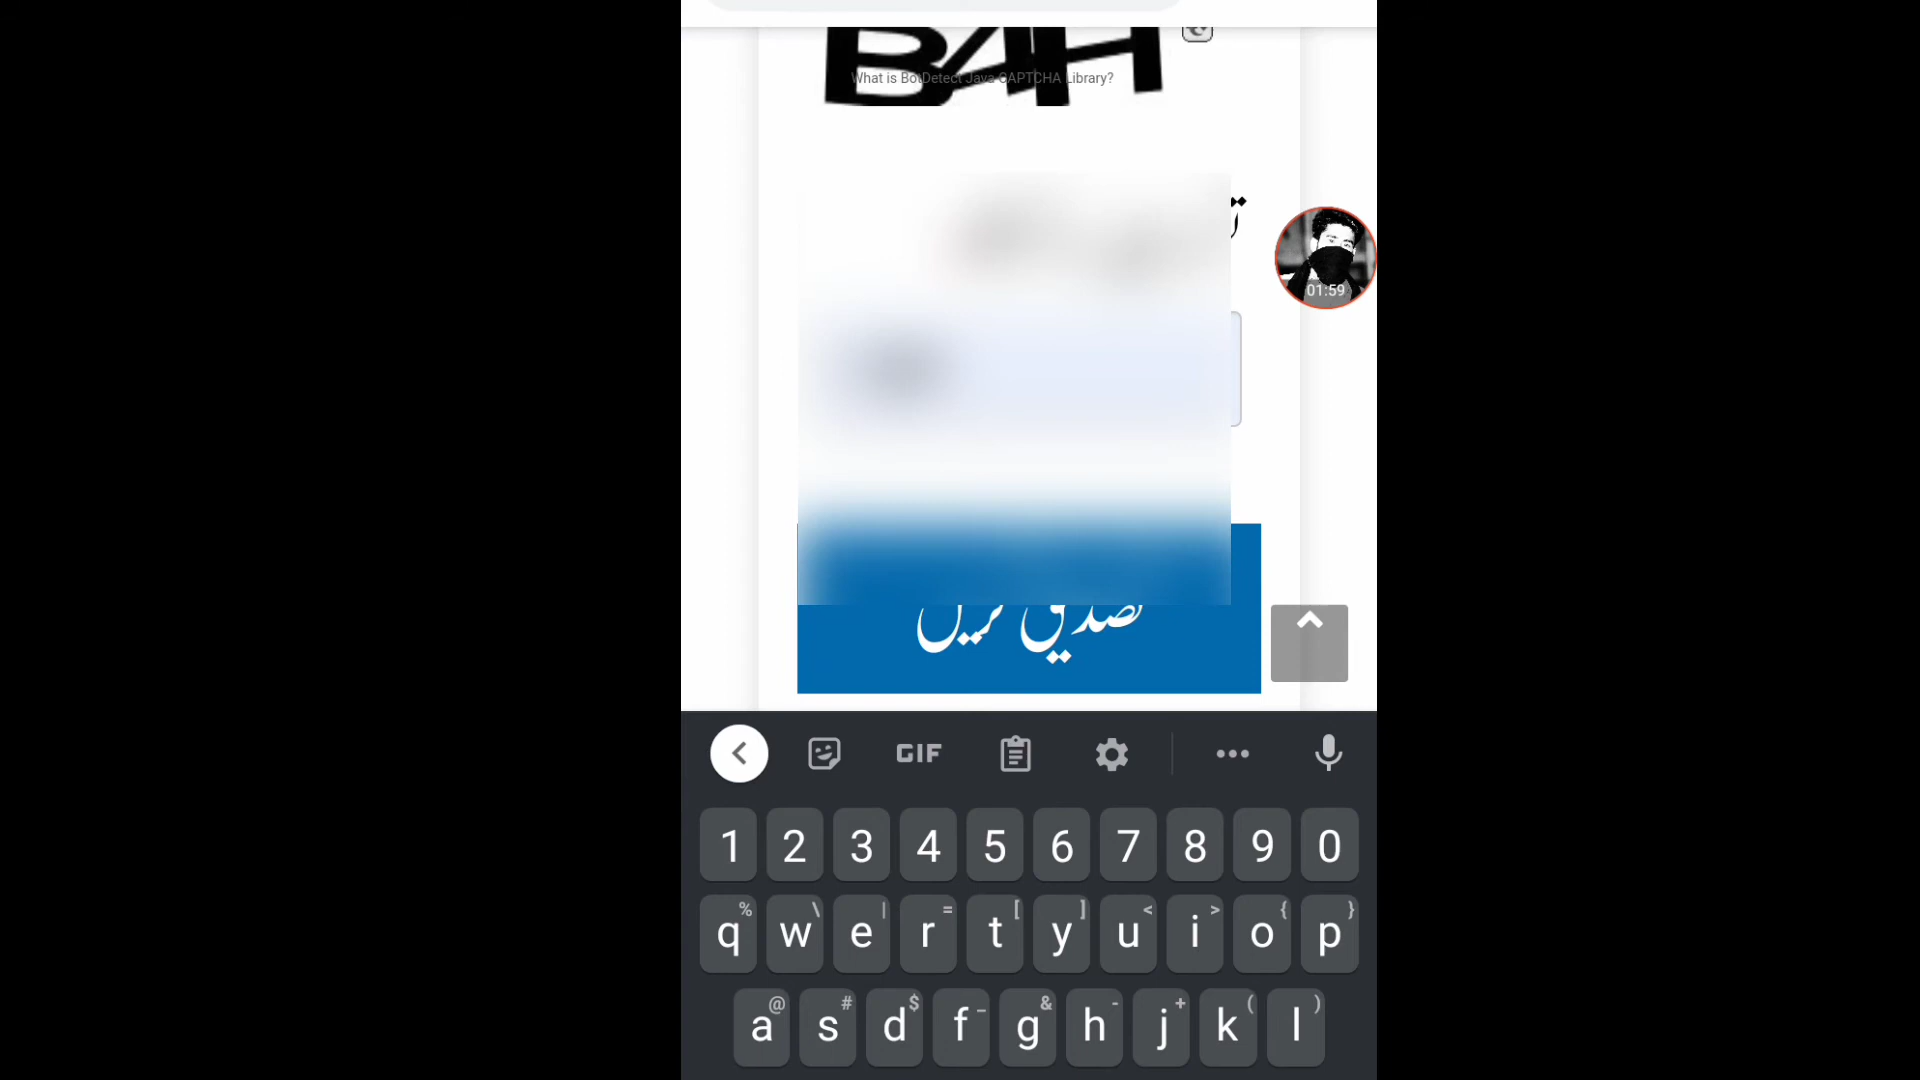 What is BotDetect Java CAPTCHA Library?
01:59
تصدیق کریں
GIF
1 2 3 4 5 6 7 8 9 0
% \ | = [ ] < > { }
q w e r t y u i o p
@ # $ _ & - + ( )
a s d f g h j k l